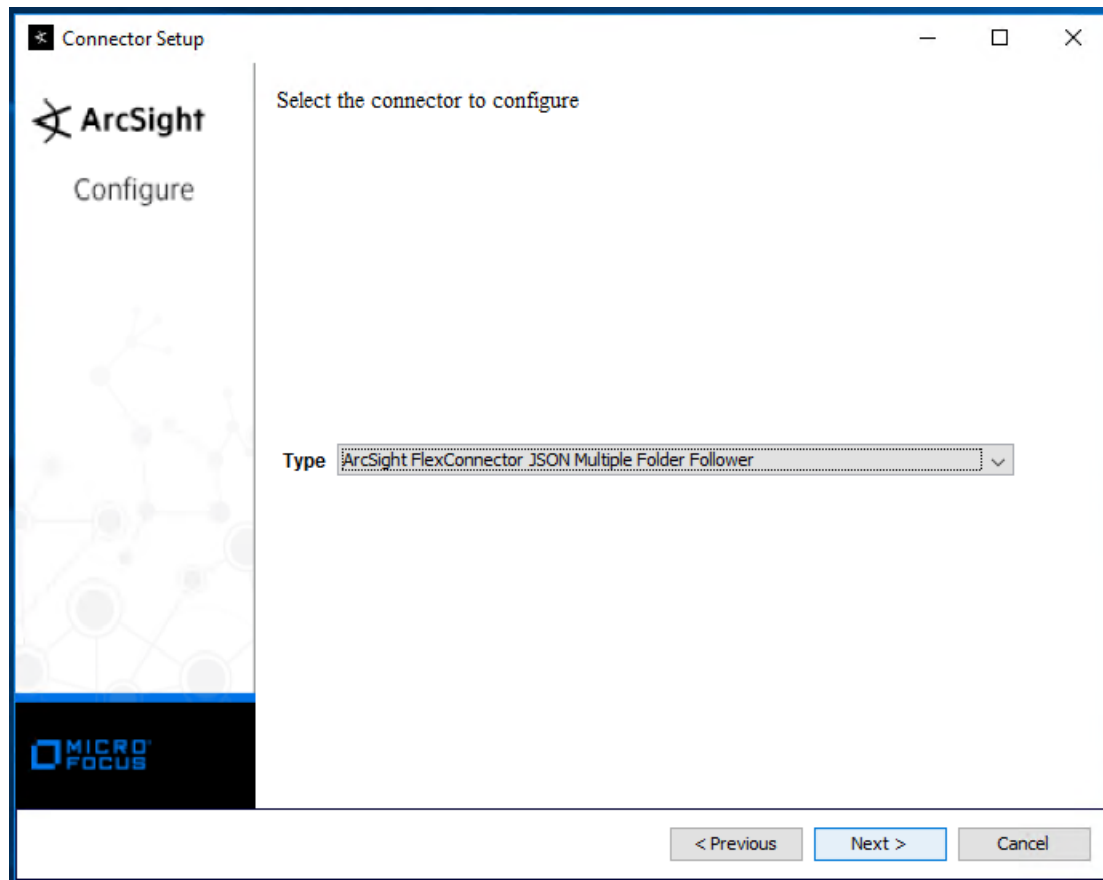 Connector Setup
ArcSight
Configure
Select the connector to configure
Type ArcSight FlexConnector JSON Multiple Folder Follower
MICRO
FOCUS
< Previous Next > Cancel